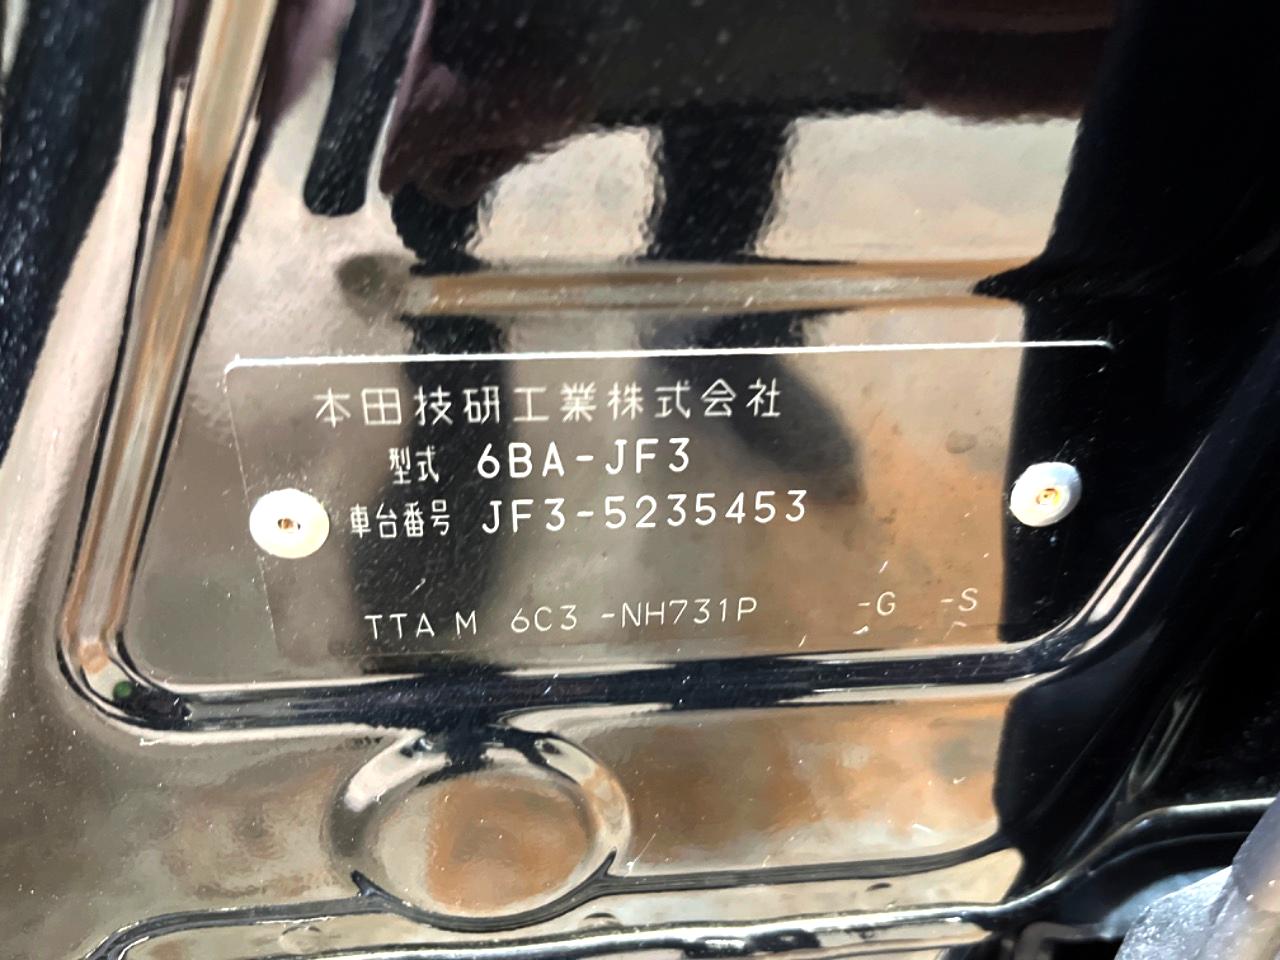 本田技研工業株式会社
型式 6BA-JF3
車台番号 JF3-5235453
TTA M 6C3 -NH731P -G -S